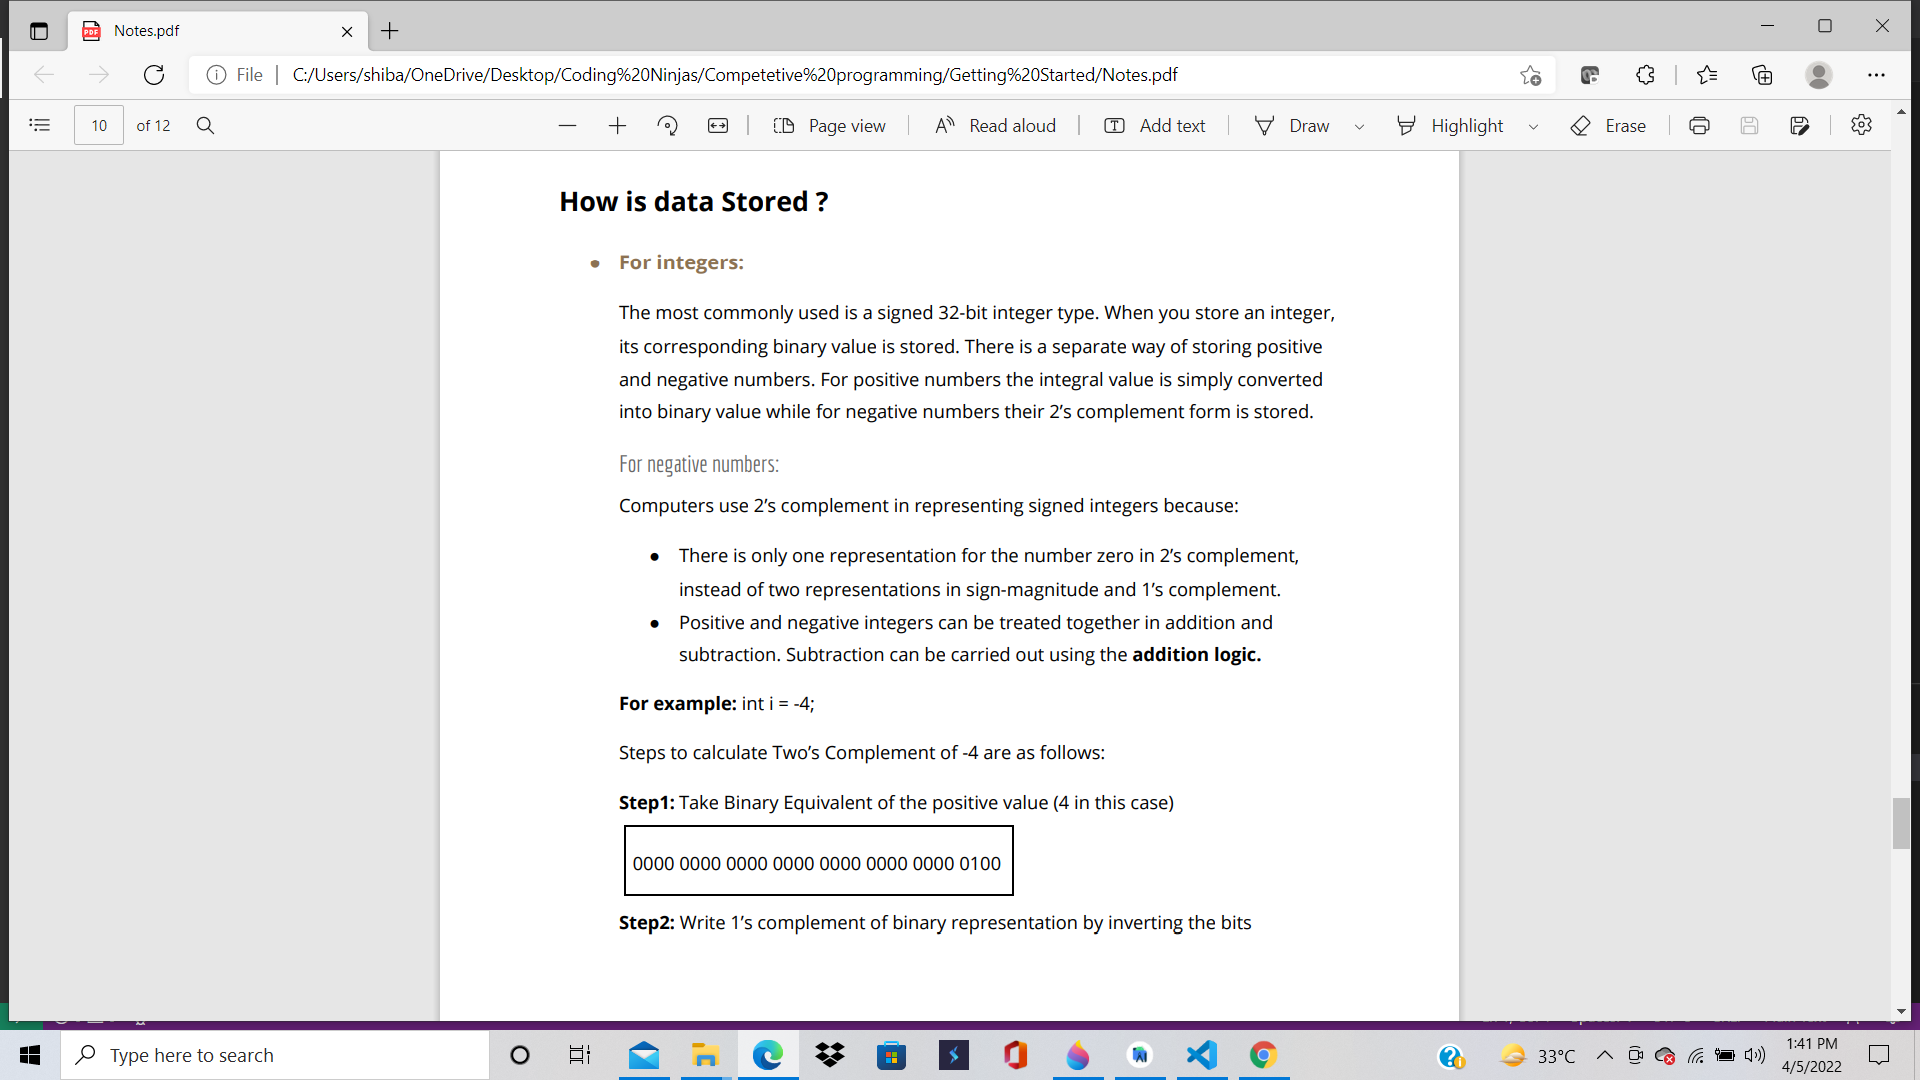 Notes.pdf
File
C:/Users/shiba/OneDrive/Desktop/Coding%20Ninjas/Competetive%20programming/Getting%20Started/Notes.pdf
10 of 12 Page view Read aloud Add text Draw Highlight Erase
How is data Stored ?
● For integers:
The most commonly used is a signed 32-bit integer type. When you store an integer,
its corresponding binary value is stored. There is a separate way of storing positive
and negative numbers. For positive numbers the integral value is simply converted
into binary value while for negative numbers their 2’s complement form is stored.
For negative numbers:
Computers use 2’s complement in representing signed integers because:
● There is only one representation for the number zero in 2’s complement,
instead of two representations in sign-magnitude and 1’s complement.
● Positive and negative integers can be treated together in addition and
subtraction. Subtraction can be carried out using the addition logic.
For example: int i = -4;
Steps to calculate Two’s Complement of -4 are as follows:
Step1: Take Binary Equivalent of the positive value (4 in this case)
0000 0000 0000 0000 0000 0000 0000 0100
Step2: Write 1’s complement of binary representation by inverting the bits
Type here to search
33°C
1:41 PM
4/5/2022